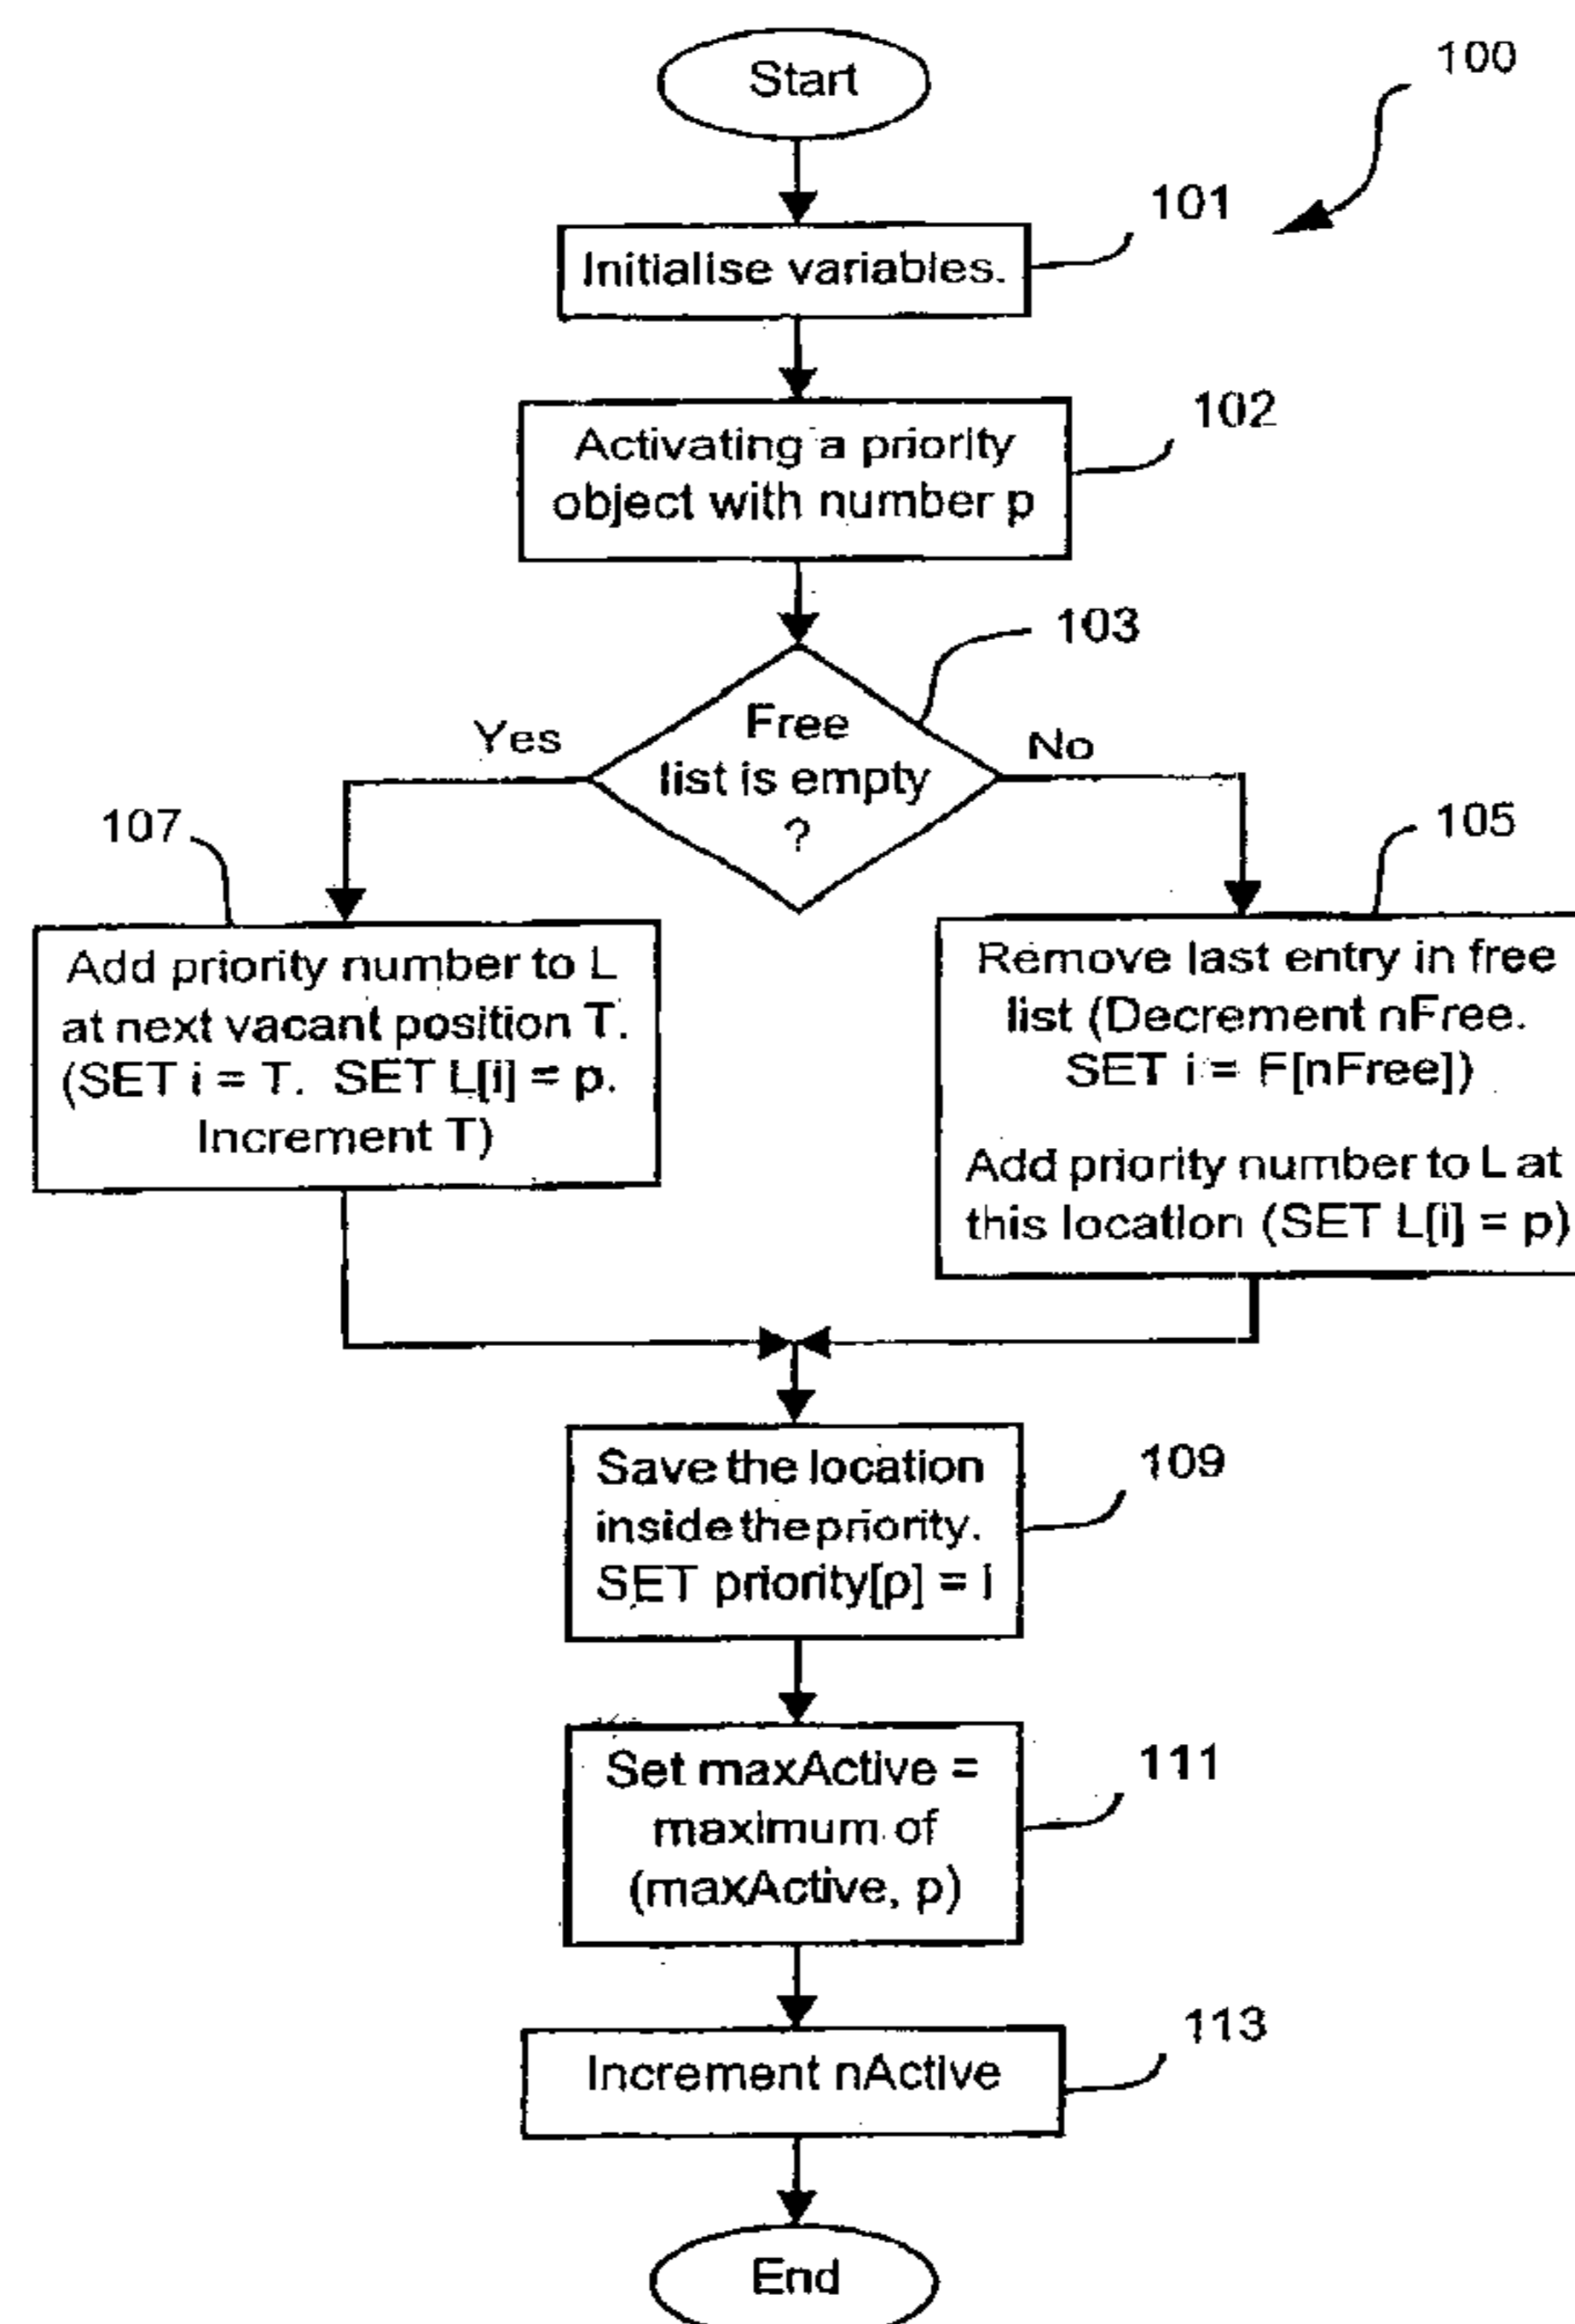 Start
100
101
Initialise variables.
102
Activating a priority
object with number p
103
Free
list is empty
?
Yes
No
107
105
Add priority number to L
at next vacant position T.
(SET i = T. SET L[i] = p.
Increment T)
Remove last entry in free
list (Decrement nFree.
SET i = F[nFree])
Add priority number to L at
this location (SET L[i] = p)
Save the location
inside the priority.
SET priority[p] = i
109
Set maxActive =
maximum of
(maxActive, p)
111
113
Increment nActive
End